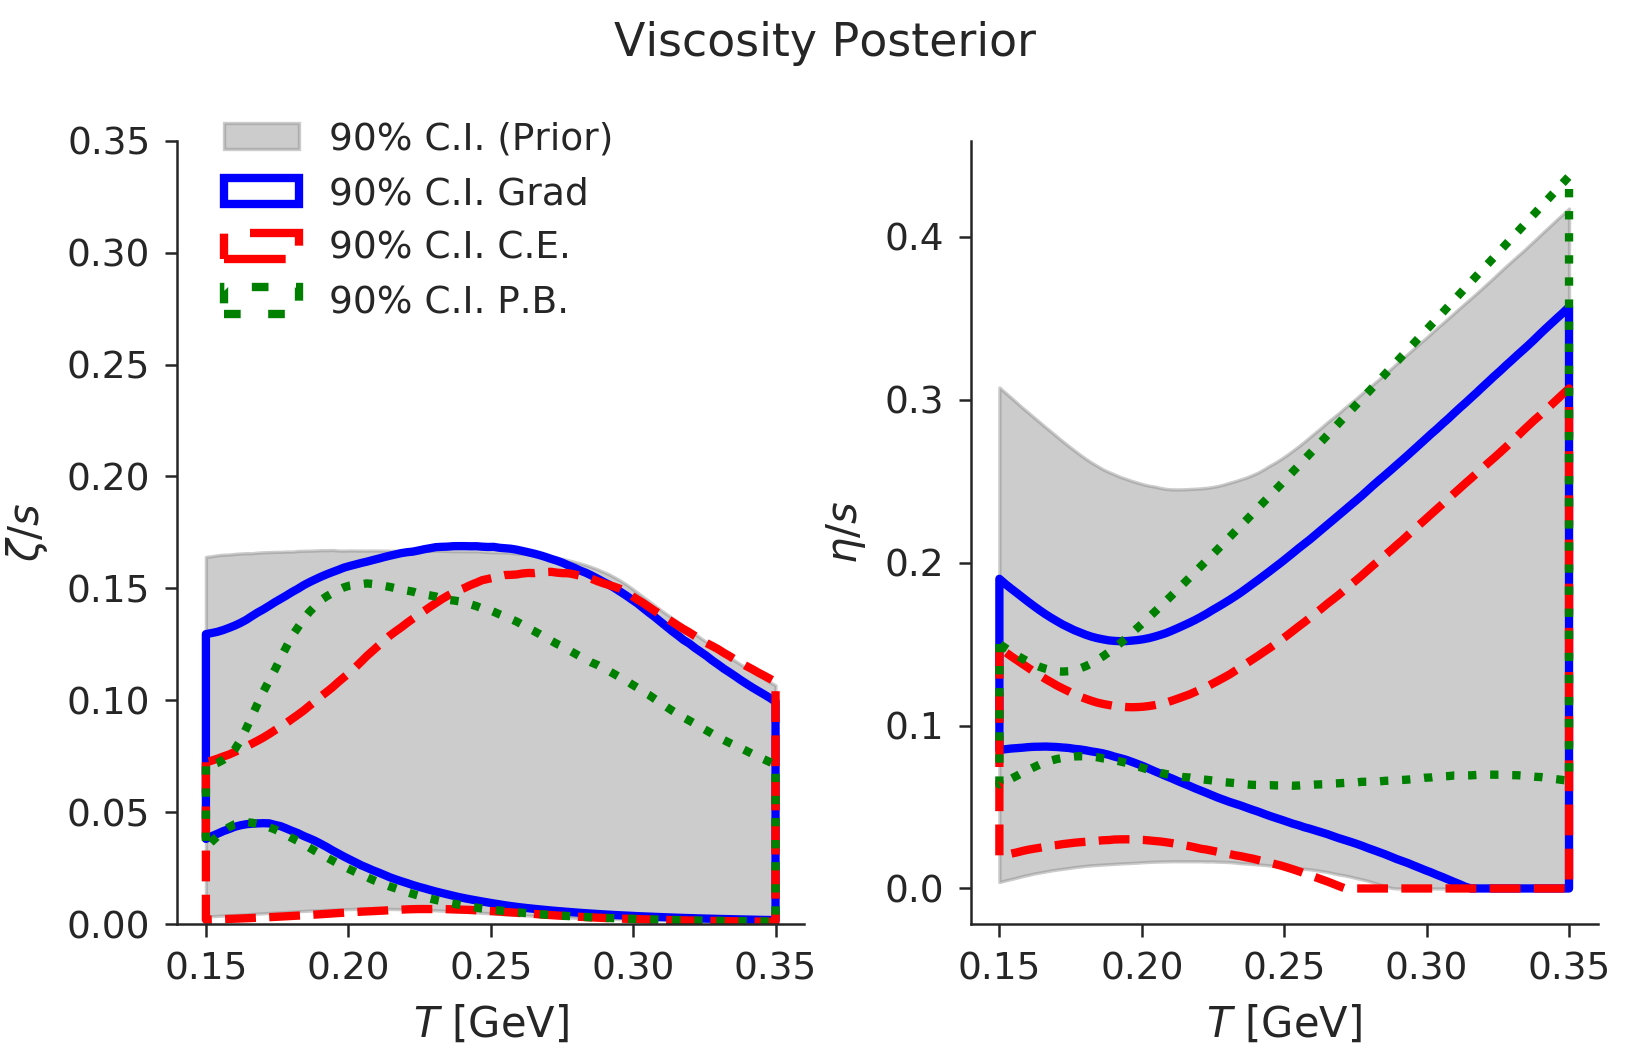 Viscosity Posterior
90% C.I. (Prior)
90% C.I. Grad
90% C.I. C.E.
90% C.I. P.B.
0.35
0.30
0.25
0.20
0.15
0.10
0.05
0.00
ζ/s
0.15 0.20 0.25 0.30 0.35
T [GeV]
0.4
0.3
0.2
0.1
0.0
η/s
0.15 0.20 0.25 0.30 0.35
T [GeV]